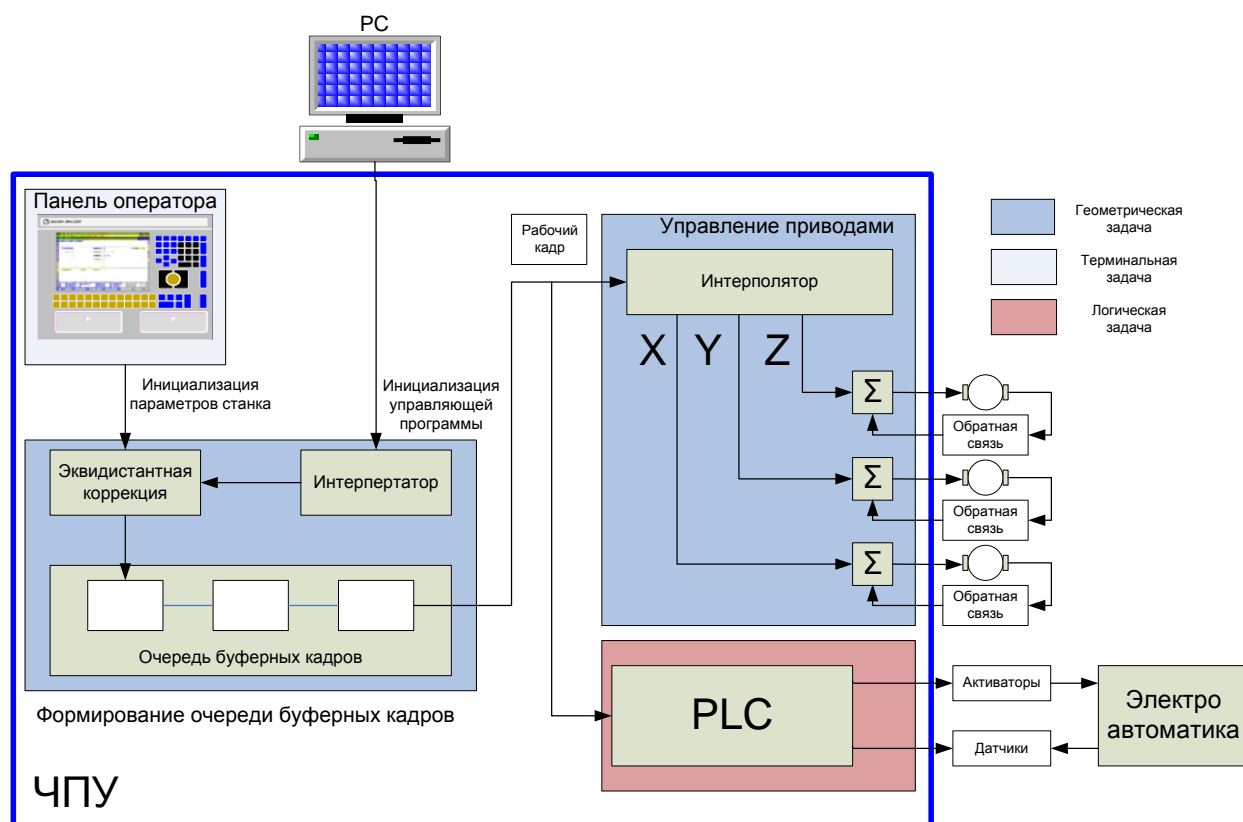 PC
Панель оператора
Инициализация
параметров станка
Инициализация
управляющей
программы
Эквидистантная
коррекция
Интерпертатор
Очередь буферных кадров
Формирование очереди буферных кадров
ЧПУ
Рабочий
кадр
Управление приводами
Интерполятор
X Y Z
Σ
Обратная
связь
Σ
Обратная
связь
Σ
Обратная
связь
PLC
Активаторы
Датчики
Электро
автоматика
Геометрическая
задача
Терминальная
задача
Логическая
задача